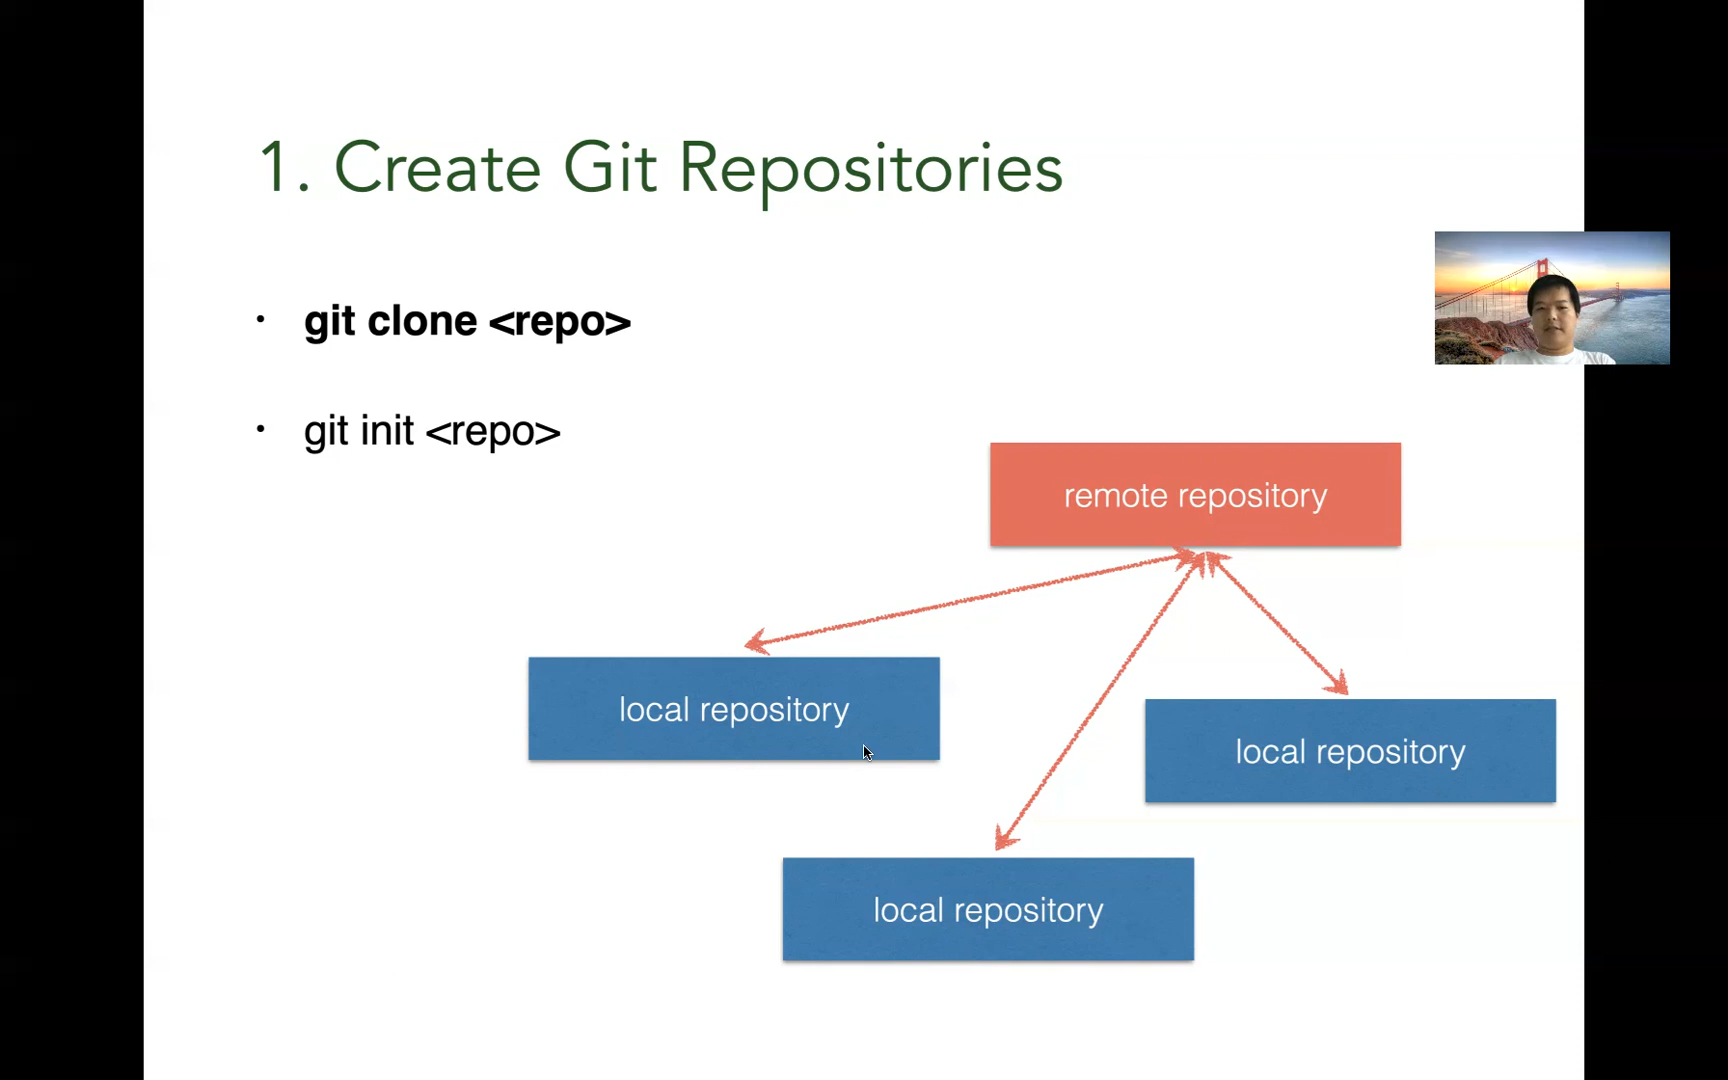 1. Create Git Repositories
• git clone <repo>
• git init <repo>
remote repository
local repository
local repository
local repository